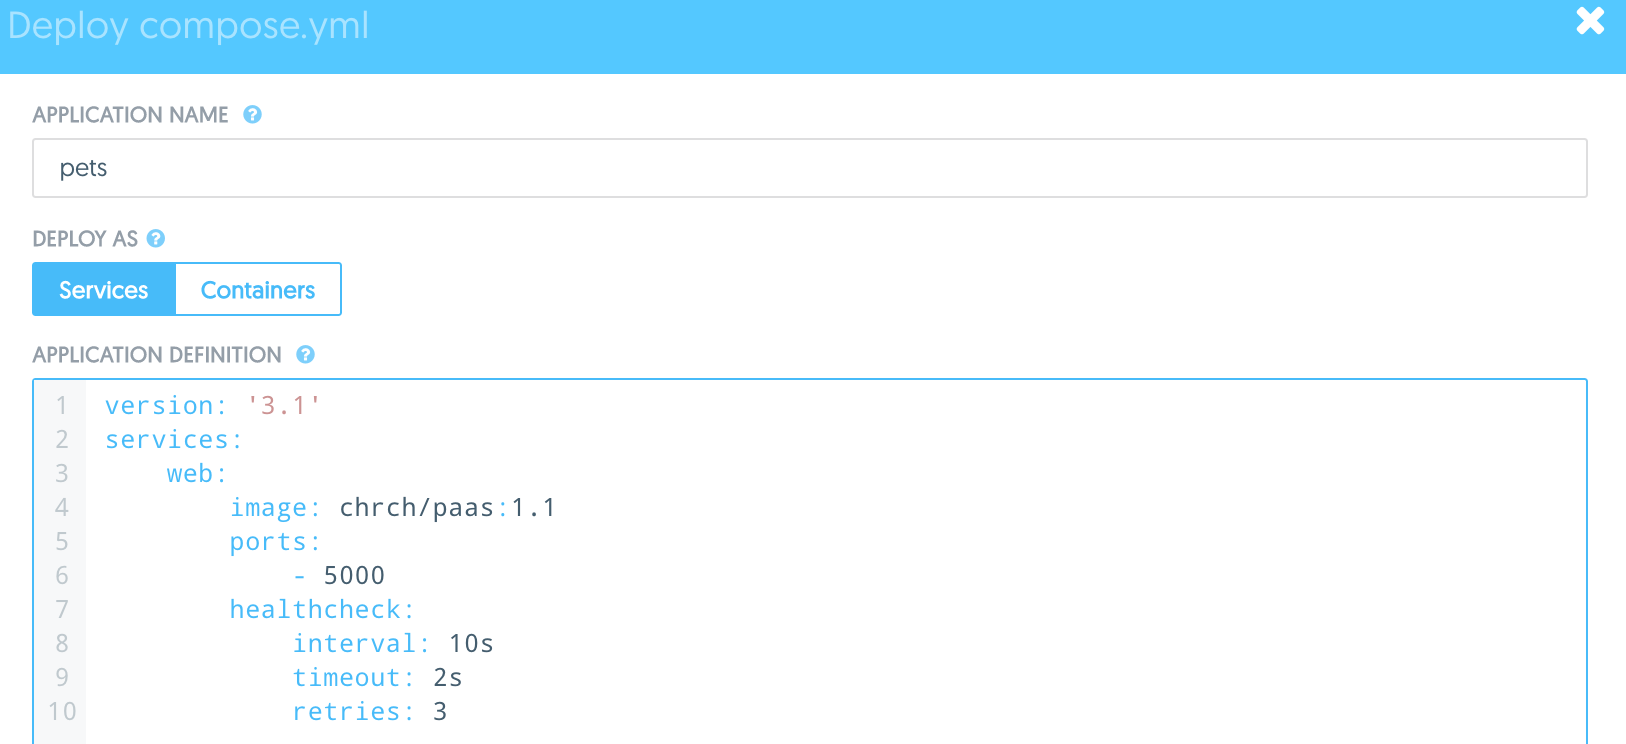 Deploy compose.yml
APPLICATION NAME ?
pets
DEPLOY AS ?
Services Containers
APPLICATION DEFINITION ?
1 version: '3.1'
2 services:
3     web:
4         image: chrch/paas:1.1
5         ports:
6             - 5000
7         healthcheck:
8             interval: 10s
9             timeout: 2s
10             retries: 3